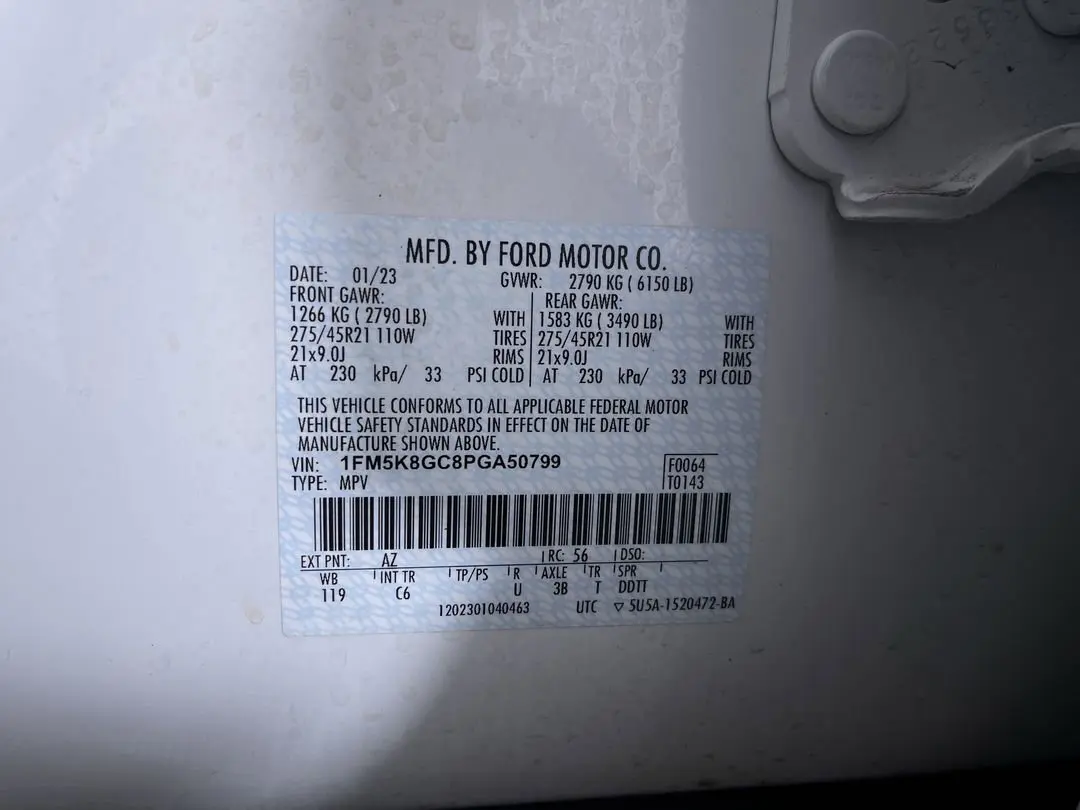 MFD. BY FORD MOTOR CO.
DATE: 01/23 GVWR: 2790 KG ( 6150 LB)
FRONT GAWR: REAR GAWR:
1266 KG ( 2790 LB) WITH 1583 KG ( 3490 LB) WITH
275/45R21 110W TIRES 275/45R21 110W TIRES
21x9.0J RIMS 21x9.0J RIMS
AT 230 kPa/ 33 PSI COLD AT 230 kPa/ 33 PSI COLD
THIS VEHICLE CONFORMS TO ALL APPLICABLE FEDERAL MOTOR
VEHICLE SAFETY STANDARDS IN EFFECT ON THE DATE OF
MANUFACTURE SHOWN ABOVE.
VIN: 1FM5K8GC8PGA50799 F0064
TYPE: MPV T0143
EXT PNT: AZ RC: 56 DSO:
WB INT TR TP/PS R AXLE TR SPR
119 C6 U 3B T DDTT
1202301040463 UTC ▽ 5U5A-1520472-BA